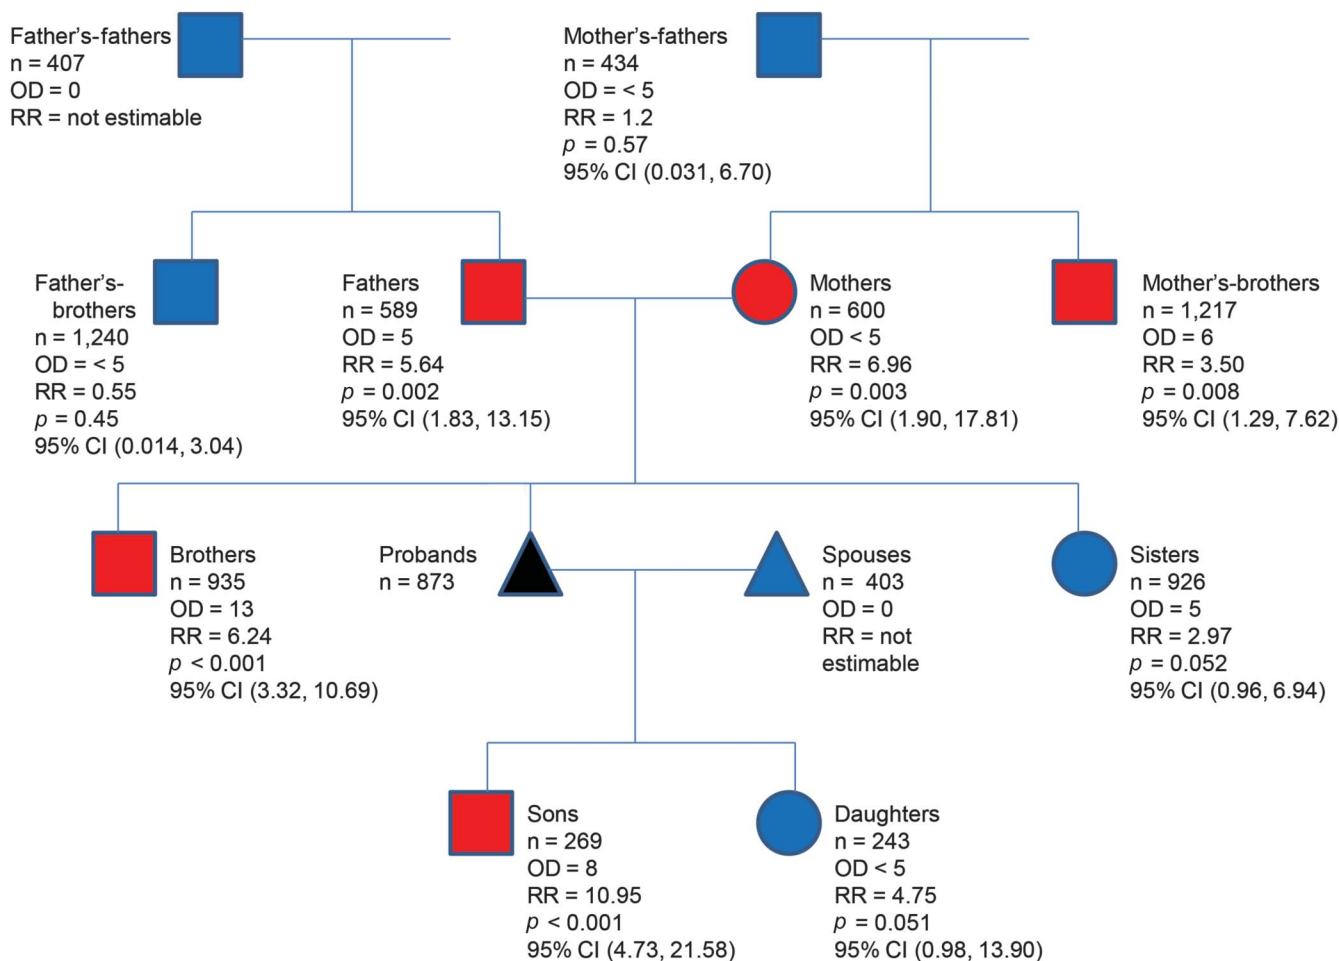 Father's-fathers
n = 407
OD = 0
RR = not estimable
Mother's-fathers
n = 434
OD = < 5
RR = 1.2
p = 0.57
95% CI (0.031, 6.70)
Father's-
brothers
n = 1,240
OD = < 5
RR = 0.55
p = 0.45
95% CI (0.014, 3.04)
Fathers
n = 589
OD = 5
RR = 5.64
p = 0.002
95% CI (1.83, 13.15)
Mothers
n = 600
OD < 5
RR = 6.96
p = 0.003
95% CI (1.90, 17.81)
Mother's-brothers
n = 1,217
OD = 6
RR = 3.50
p = 0.008
95% CI (1.29, 7.62)
Brothers
n = 935
OD = 13
RR = 6.24
p < 0.001
95% CI (3.32, 10.69)
Probands
n = 873
Spouses
n = 403
OD = 0
RR = not
estimable
Sisters
n = 926
OD = 5
RR = 2.97
p = 0.052
95% CI (0.96, 6.94)
Sons
n = 269
OD = 8
RR = 10.95
p < 0.001
95% CI (4.73, 21.58)
Daughters
n = 243
OD < 5
RR = 4.75
p = 0.051
95% CI (0.98, 13.90)